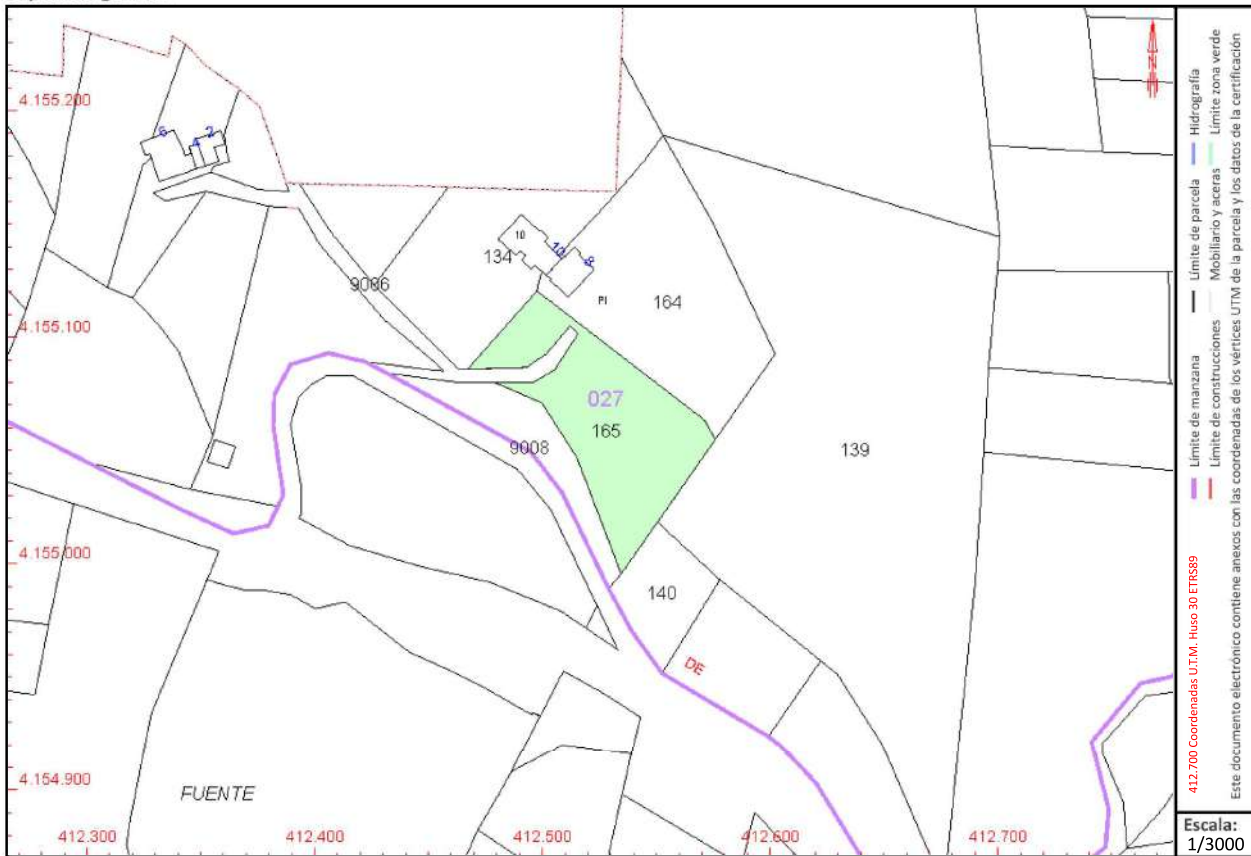 4.155.200
6
4
2
N
134
10
10
8
9006
PI
164
4.155.100
027
165
9008
139
4.155.000
140
DE
4.154.900
FUENTE
412.300
412.400
412.500
412.600
412.700
412.700 Coordenadas U.T.M. Huso 30 ETRS89
Límite de manzana
Límite de parcela
Hidrografía
Límite de construcciones
Mobiliario y aceras
Límite zona verde
Este documento electrónico contiene anexos con las coordenadas de los vértices UTM de la parcela y los datos de la certificación
Escala:
1/3000